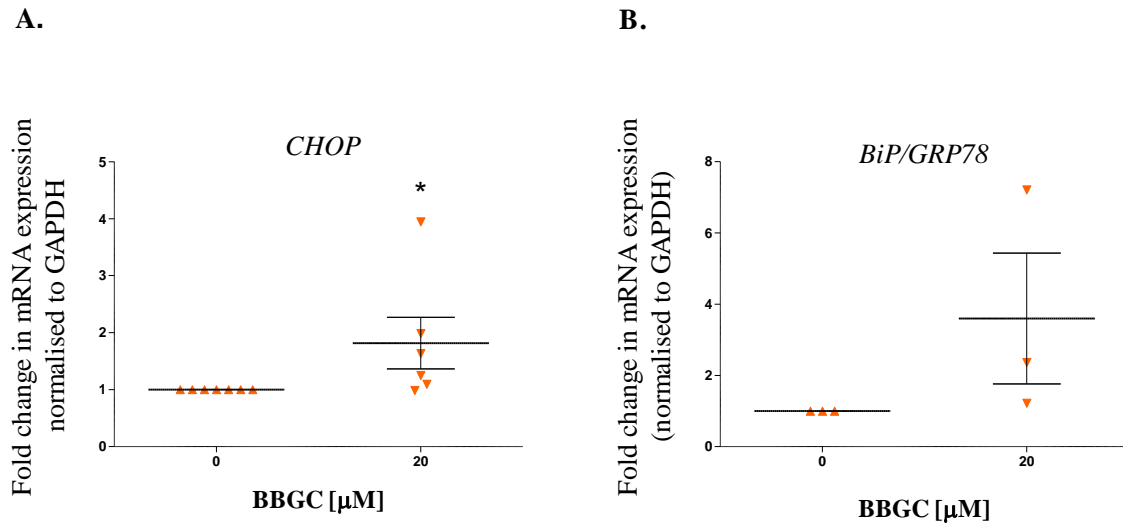 A.
B.
CHOP
Fold change in mRNA expression
normalised to GAPDH
5
4
3
2
1
0
*
0
20
BBGC [μM]
BiP/GRP78
Fold change in mRNA expression
(normalised to GAPDH)
8
6
4
2
0
0
20
BBGC [μM]